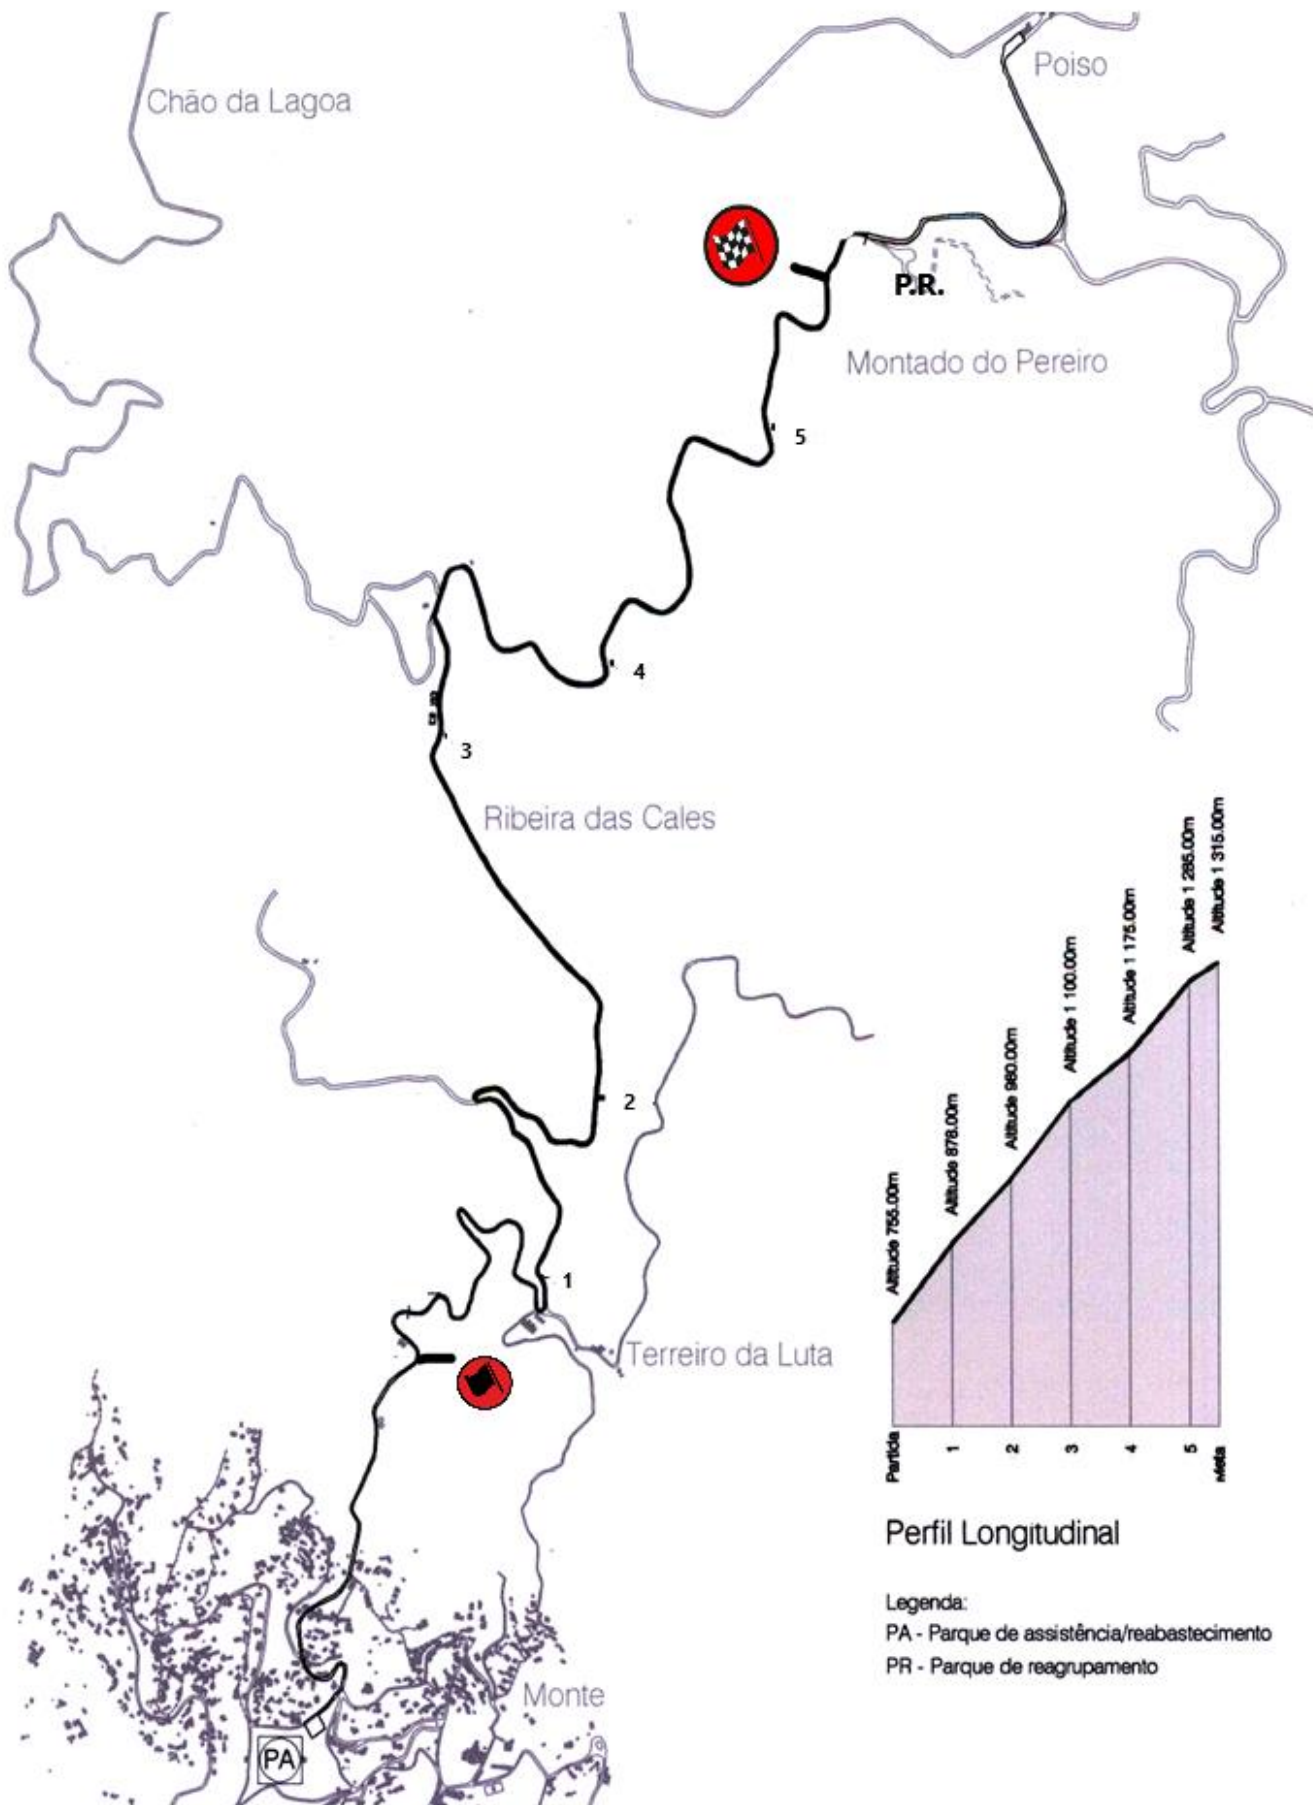 Poiso
Chão da Lagoa
P.R.
Montado do Pereiro
5
4
3
Ribeira das Cales
2
1
Terreiro da Luta
Monte
PA
Altitude 755.00m
Altitude 878.00m
Altitude 980.00m
Altitude 1 100.00m
Altitude 1 175.00m
Altitude 1 285.00m
Altitude 1 315.00m
Partida
1
2
3
4
5
Meta
Perfil Longitudinal
Legenda:
PA - Parque de assistência/reabastecimento
PR - Parque de reagrupamento